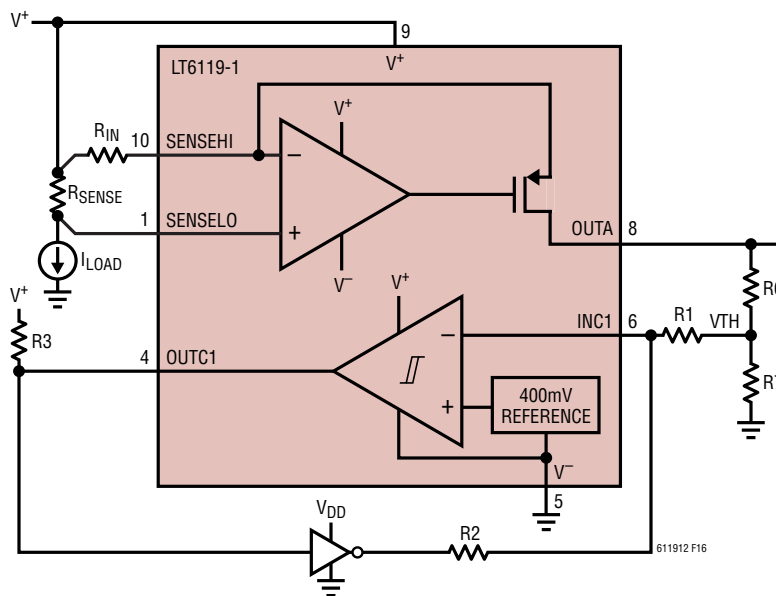 V+
9
LT6119-1
V+
V+
RIN
10
SENSEHI
−
RSENSE
1
SENSELO
+
OUTA
8
ILOAD
V−
V+
V+
R3
INC1
6
R1
VTH
4
OUTC1
−
400mV
REFERENCE
+
V−
5
VDD
R2
611912 F16